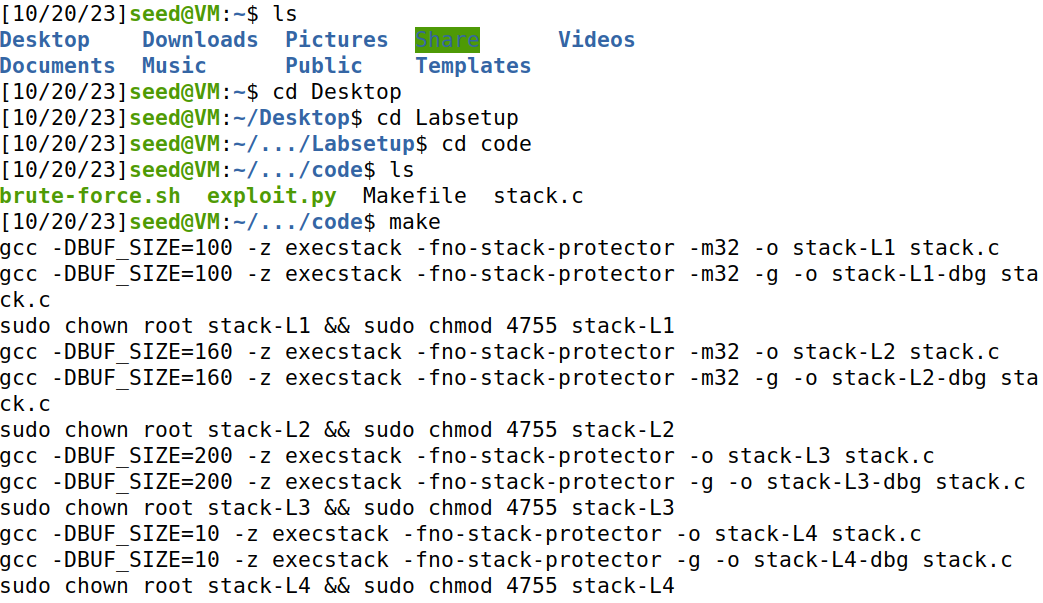 [10/20/23]seed@VM:~$ ls
Desktop    Downloads  Pictures  Share      Videos
Documents  Music      Public    Templates
[10/20/23]seed@VM:~$ cd Desktop
[10/20/23]seed@VM:~/Desktop$ cd Labsetup
[10/20/23]seed@VM:~/.../Labsetup$ cd code
[10/20/23]seed@VM:~/.../code$ ls
brute-force.sh  exploit.py  Makefile  stack.c
[10/20/23]seed@VM:~/.../code$ make
gcc -DBUF_SIZE=100 -z execstack -fno-stack-protector -m32 -o stack-L1 stack.c
gcc -DBUF_SIZE=100 -z execstack -fno-stack-protector -m32 -g -o stack-L1-dbg sta
ck.c
sudo chown root stack-L1 && sudo chmod 4755 stack-L1
gcc -DBUF_SIZE=160 -z execstack -fno-stack-protector -m32 -o stack-L2 stack.c
gcc -DBUF_SIZE=160 -z execstack -fno-stack-protector -m32 -g -o stack-L2-dbg sta
ck.c
sudo chown root stack-L2 && sudo chmod 4755 stack-L2
gcc -DBUF_SIZE=200 -z execstack -fno-stack-protector -o stack-L3 stack.c
gcc -DBUF_SIZE=200 -z execstack -fno-stack-protector -g -o stack-L3-dbg stack.c
sudo chown root stack-L3 && sudo chmod 4755 stack-L3
gcc -DBUF_SIZE=10 -z execstack -fno-stack-protector -o stack-L4 stack.c
gcc -DBUF_SIZE=10 -z execstack -fno-stack-protector -g -o stack-L4-dbg stack.c
sudo chown root stack-L4 && sudo chmod 4755 stack-L4